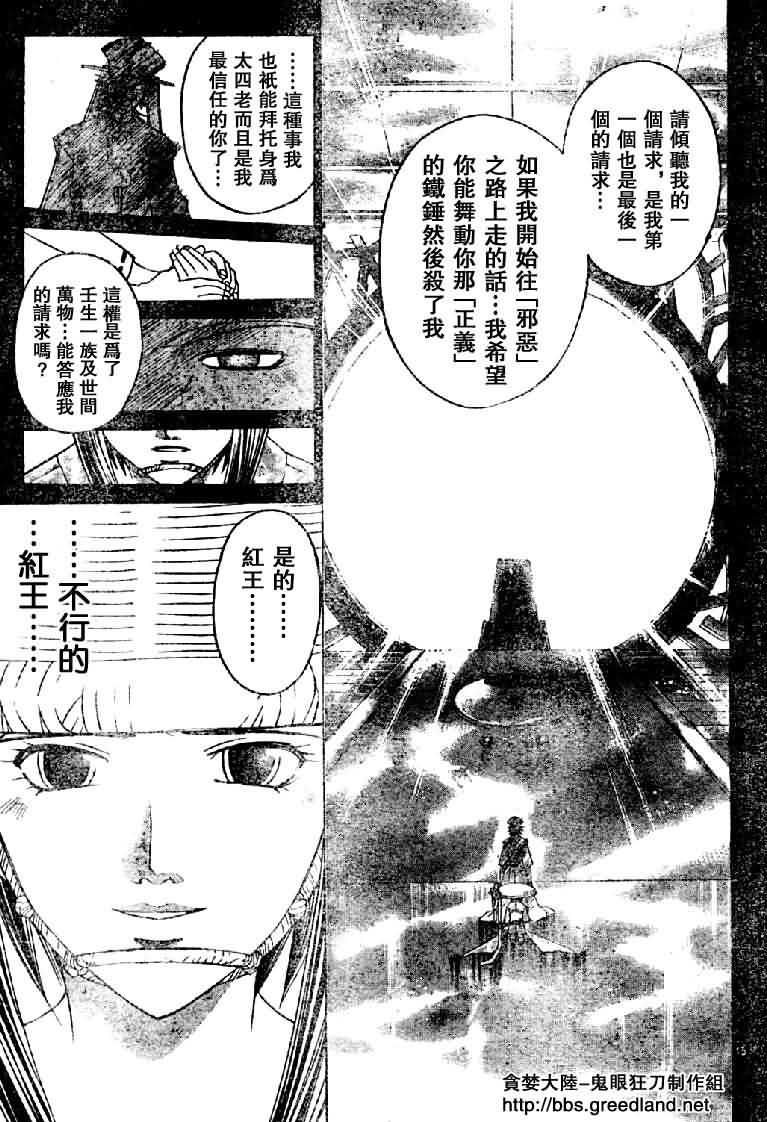 請傾聽我的一
個請求，是我第
一個也是最後一
個的請求…
如果我開始往「邪惡」
之路上走的話…我希望
你能舞動你那「正義」
的鐵錘然後殺了我
……這種事我
也祇能拜托身爲
太四老而且是我
最信任的你了…
這權是爲了
壬生一族及世間
萬物…能答應我
的請求嗎？
是的……
紅王………
……不行的
…紅王……
貪婪大陸-鬼眼狂刀制作組
http://bbs.greedland.net